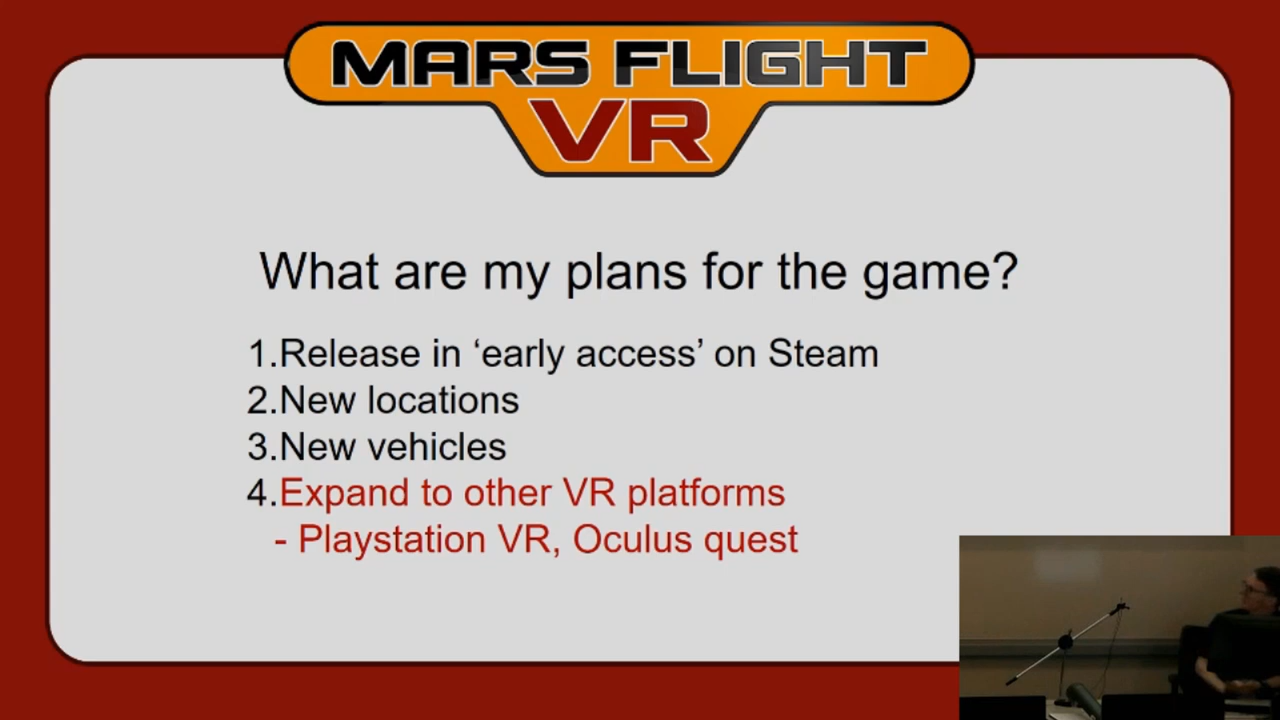 MARS FLIGHT
VR
What are my plans for the game?
1.Release in ‘early access’ on Steam
2.New locations
3.New vehicles
4.Expand to other VR platforms
- Playstation VR, Oculus quest